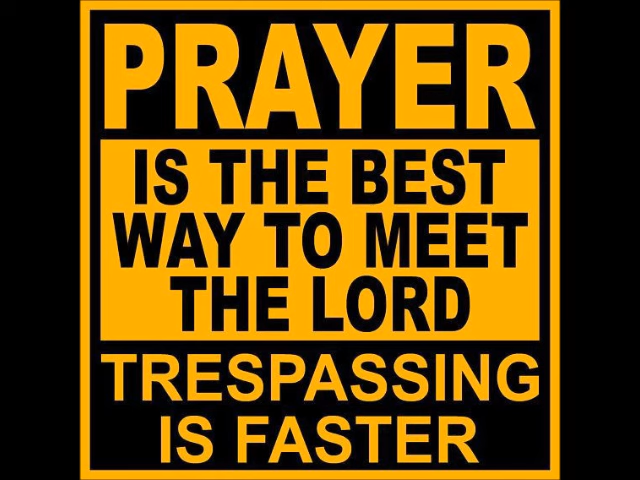 PRAYER
IS THE BEST
WAY TO MEET
THE LORD
TRESPASSING
IS FASTER